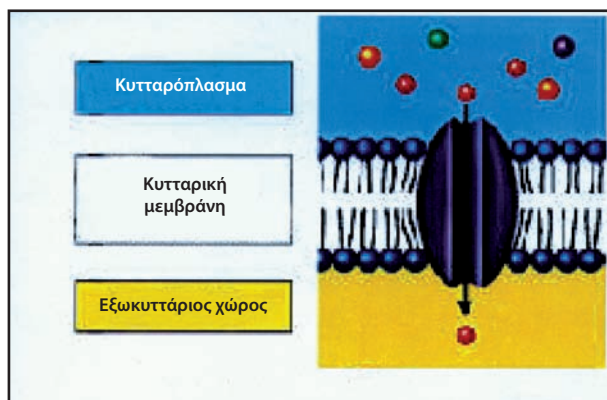 Κυτταρόπλασμα
Κυτταρική
μεμβράνη
Εξωκυττάριος χώρος